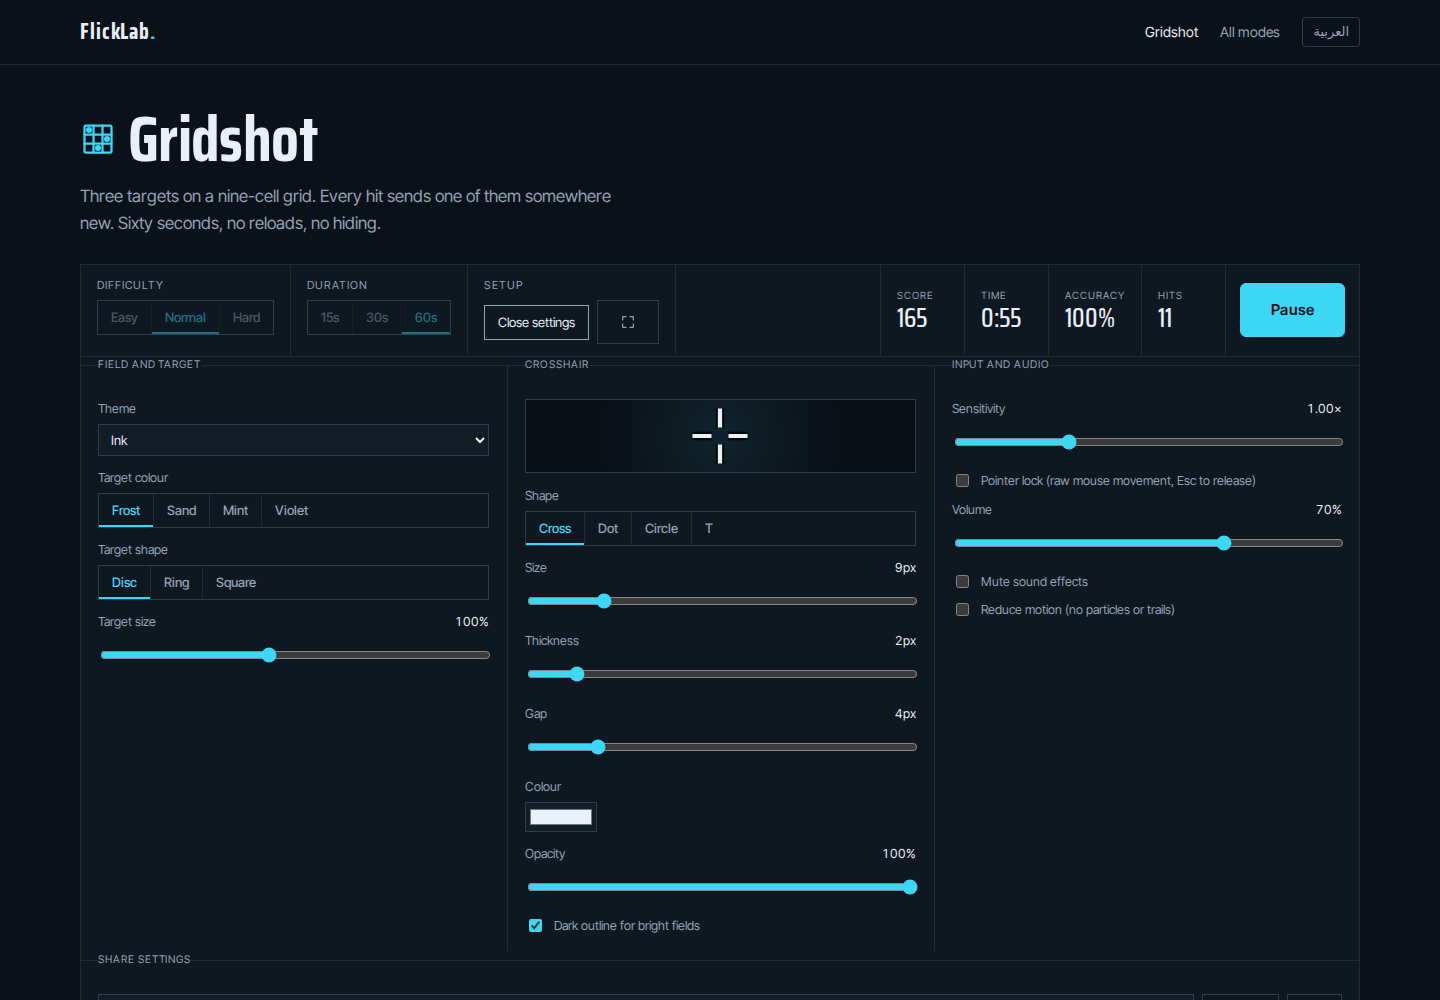 FlickLab.
Gridshot
All modes
العربية
Gridshot
Three targets on a nine-cell grid. Every hit sends one of them somewhere
new. Sixty seconds, no reloads, no hiding.
DIFFICULTY
Easy
Normal
Hard
DURATION
15s
30s
60s
SETUP
Close settings
SCORE
165
TIME
0:55
ACCURACY
100%
HITS
11
Pause
FIELD AND TARGET
Theme
Ink
Target colour
Frost
Sand
Mint
Violet
Target shape
Disc
Ring
Square
Target size
100%
CROSSHAIR
Shape
Cross
Dot
Circle
T
Size
9px
Thickness
2px
Gap
4px
Colour
Opacity
100%
Dark outline for bright fields
INPUT AND AUDIO
Sensitivity
1.00×
Pointer lock (raw mouse movement, Esc to release)
Volume
70%
Mute sound effects
Reduce motion (no particles or trails)
SHARE SETTINGS